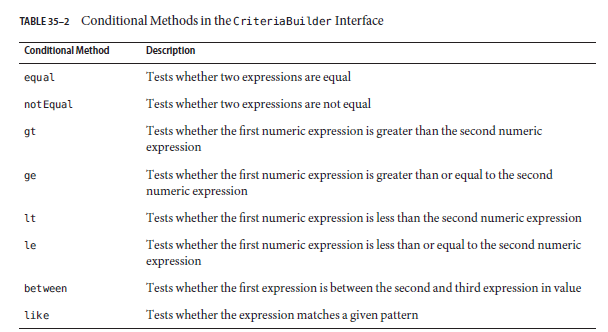 TABLE 35–2 Conditional Methods in the CriteriaBuilder Interface
Conditional Method Description
equal Tests whether two expressions are equal
notEqual Tests whether two expressions are not equal
gt Tests whether the first numeric expression is greater than the second numeric
expression
ge Tests whether the first numeric expression is greater than or equal to the second
numeric expression
lt Tests whether the first numeric expression is less than the second numeric expression
le Tests whether the first numeric expression is less than or equal to the second numeric
expression
between Tests whether the first expression is between the second and third expression in value
like Tests whether the expression matches a given pattern